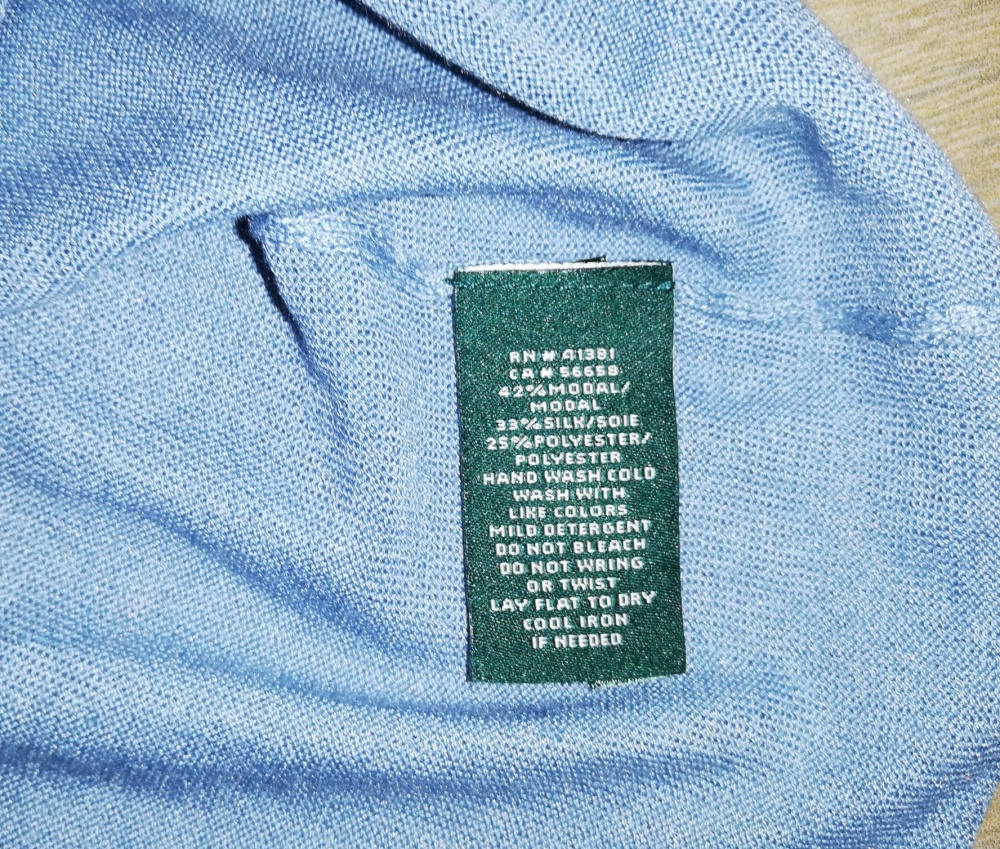 RN # 41381
CA # 56658
42%MODAL/
MODAL
33%SILK/SOIE
25%POLYESTER/
POLYESTER
HAND WASH COLD
WASH WITH
LIKE COLORS
MILD DETERGENT
DO NOT BLEACH
DO NOT WRING
OR TWIST
LAY FLAT TO DRY
COOL IRON
IF NEEDED